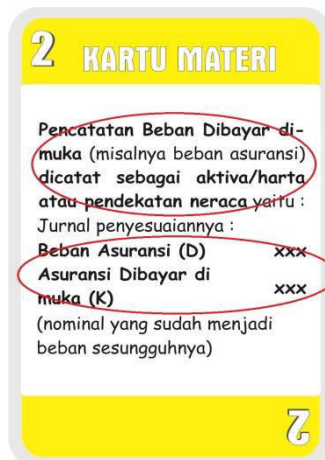 2 KARTU MATERI
Pencatatan Beban Dibayar di-
muka (misalnya beban asuransi)
dicatat sebagai aktiva/harta
atau pendekatan neraca yaitu :
Jurnal penyesuaiannya :
Beban Asuransi (D) xxx
Asuransi Dibayar di
muka (K) xxx
(nominal yang sudah menjadi
beban sesungguhnya)
2